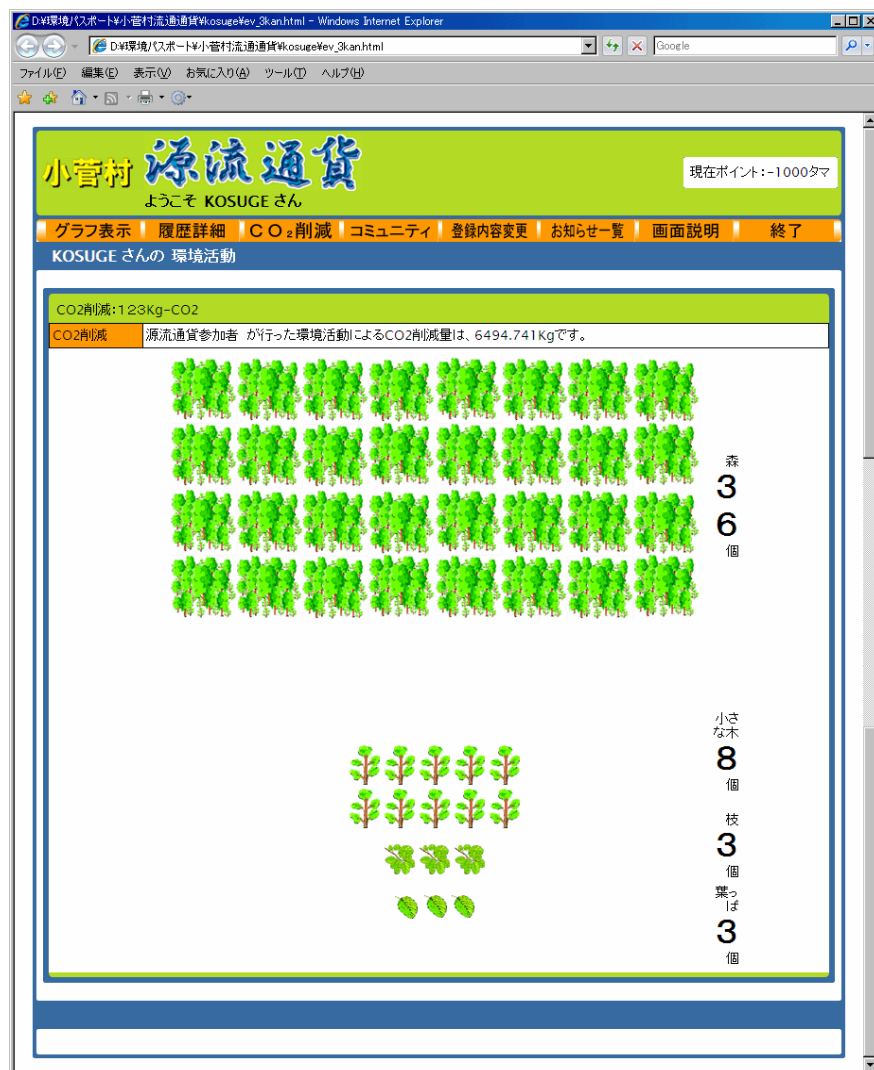 D:¥環境パスポート¥小菅村流通通貨¥kosuge¥ev_3kan.html - Windows Internet Explorer
D:¥環境パスポート¥小菅村流通通貨¥kosuge¥ev_3kan.html
Google
ファイル(F) 編集(E) 表示(V) お気に入り(A) ツール(T) ヘルプ(H)
小菅村 源流通貨
現在ポイント:-1000タマ
ようこそ KOSUGE さん
グラフ表示 履歴詳細 CO₂削減 コミュニティ 登録内容変更 お知らせ一覧 画面説明 終了
KOSUGE さんの 環境活動
CO2削減:123Kg-CO2
CO2削減 源流通貨参加者 が行った環境活動によるCO2削減量は、6494.741Kgです。
森
3
6
個
小さ
な木
8
個
枝
3
個
葉っ
ぱ
3
個